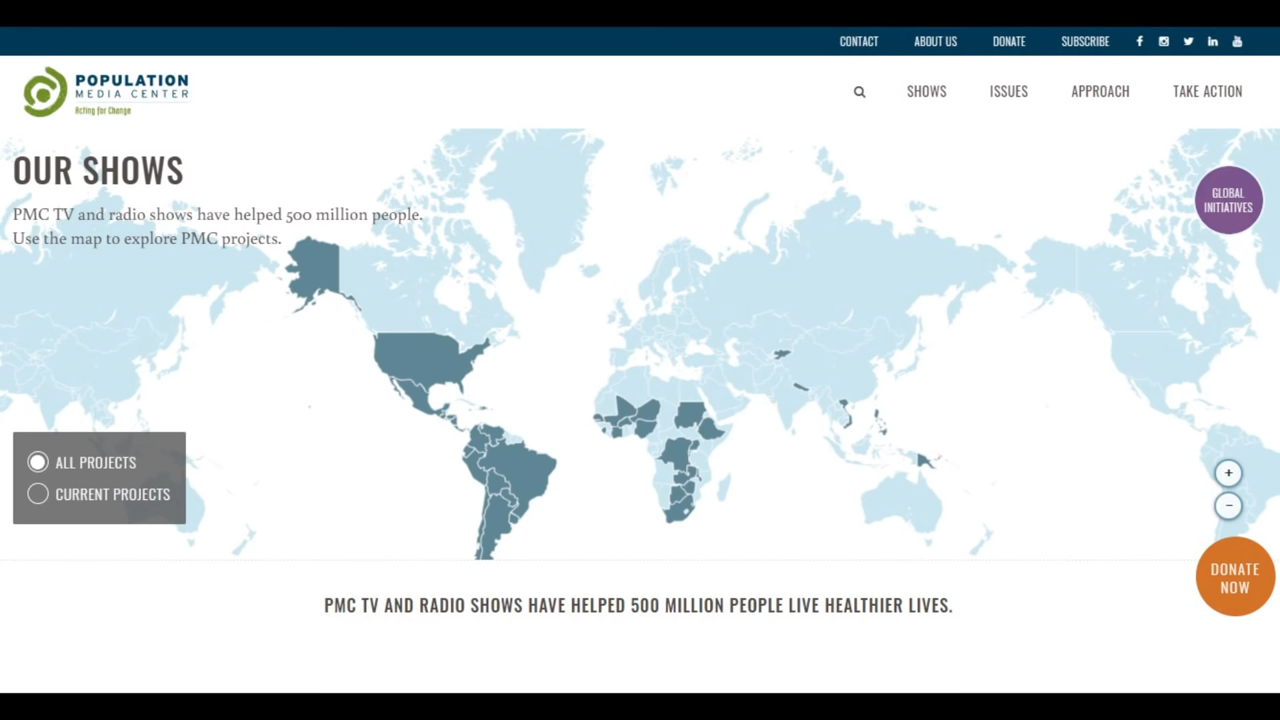 CONTACT ABOUT US DONATE SUBSCRIBE
POPULATION
MEDIA CENTER
Acting for Change
SHOWS ISSUES APPROACH TAKE ACTION
OUR SHOWS
PMC TV and radio shows have helped 500 million people.
Use the map to explore PMC projects.
GLOBAL
INITIATIVES
ALL PROJECTS
CURRENT PROJECTS
+
−
DONATE
NOW
PMC TV AND RADIO SHOWS HAVE HELPED 500 MILLION PEOPLE LIVE HEALTHIER LIVES.